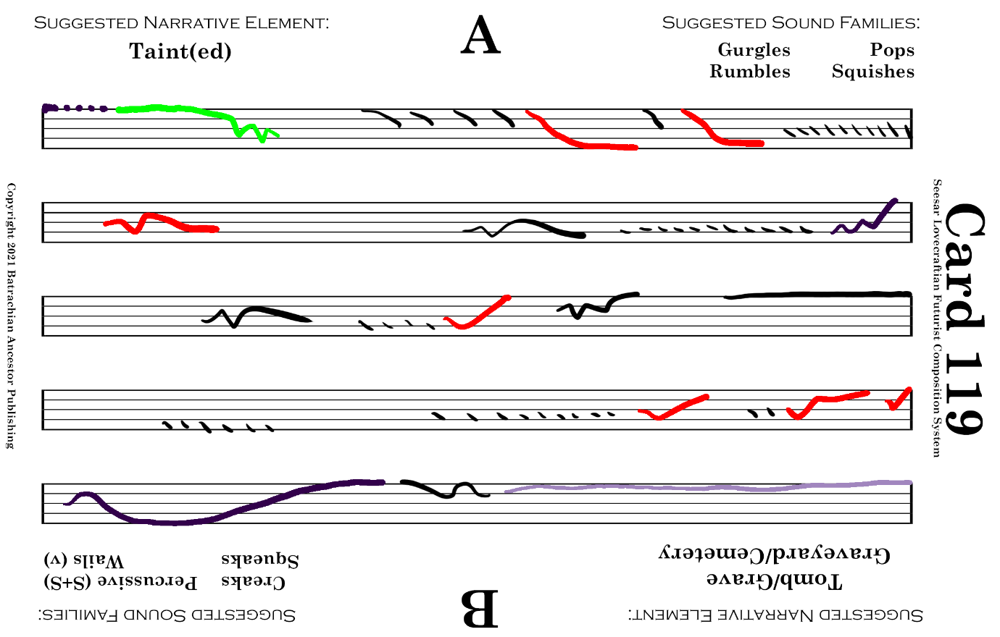 SUGGESTED NARRATIVE ELEMENT:
Taint(ed)
A
SUGGESTED SOUND FAMILIES:
Gurgles Pops
Rumbles Squishes
Copyright 2021 Batrachian Ancestor Publishing
Seesar Lovecraftian Futurist Composition System
Card 119
B
SUGGESTED NARRATIVE ELEMENT:
Tomb/Grave
Graveyard/Cemetery
SUGGESTED SOUND FAMILIES:
Creaks Percussive (S+S)
Squeaks Wails (v)